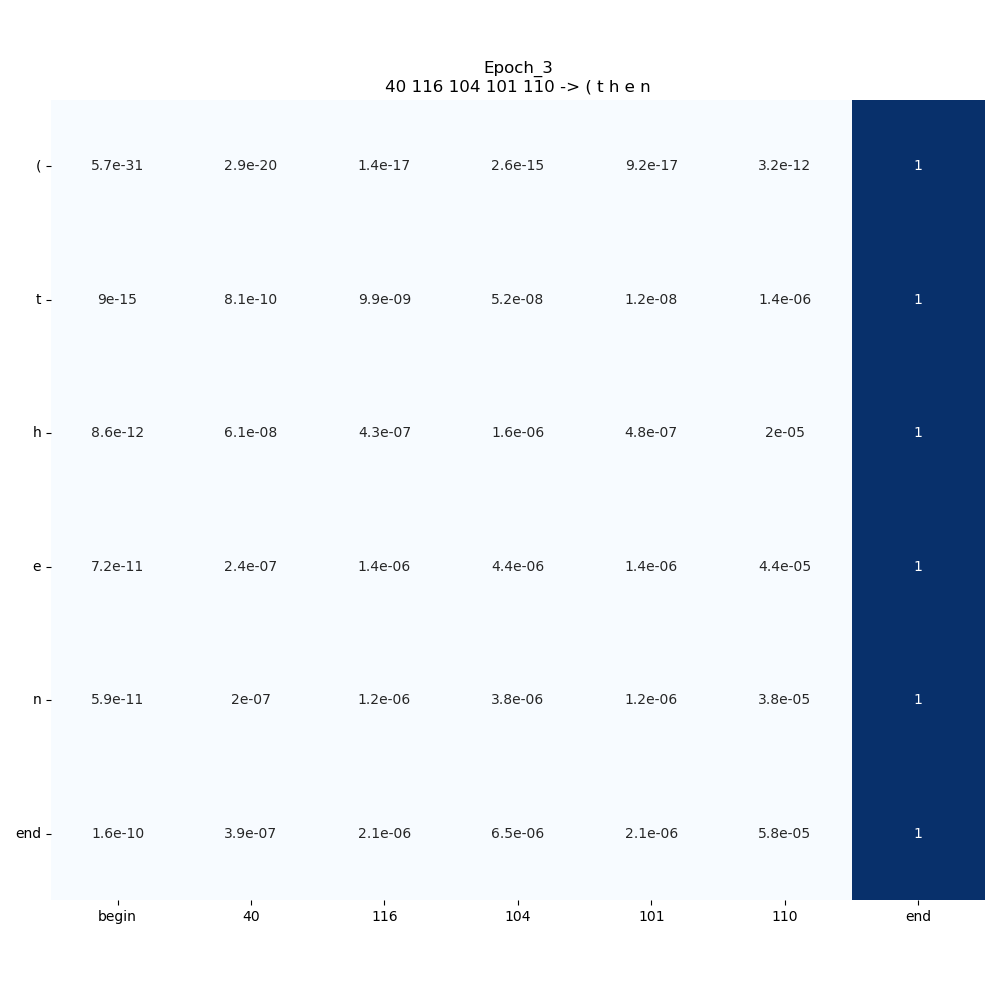 Epoch_3
40 116 104 101 110 -> ( t h e n
( 5.7e-31 2.9e-20 1.4e-17 2.6e-15 9.2e-17 3.2e-12 1
t 9e-15 8.1e-10 9.9e-09 5.2e-08 1.2e-08 1.4e-06 1
h 8.6e-12 6.1e-08 4.3e-07 1.6e-06 4.8e-07 2e-05 1
e 7.2e-11 2.4e-07 1.4e-06 4.4e-06 1.4e-06 4.4e-05 1
n 5.9e-11 2e-07 1.2e-06 3.8e-06 1.2e-06 3.8e-05 1
end 1.6e-10 3.9e-07 2.1e-06 6.5e-06 2.1e-06 5.8e-05 1
begin 40 116 104 101 110 end